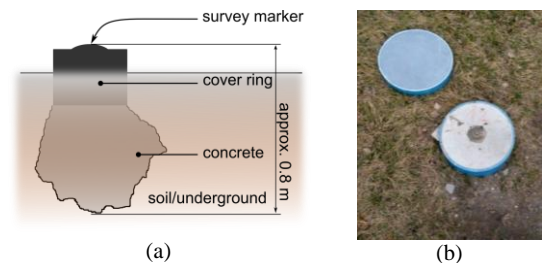 survey marker
cover ring
approx. 0.8 m
concrete
soil/underground
(a)
(b)